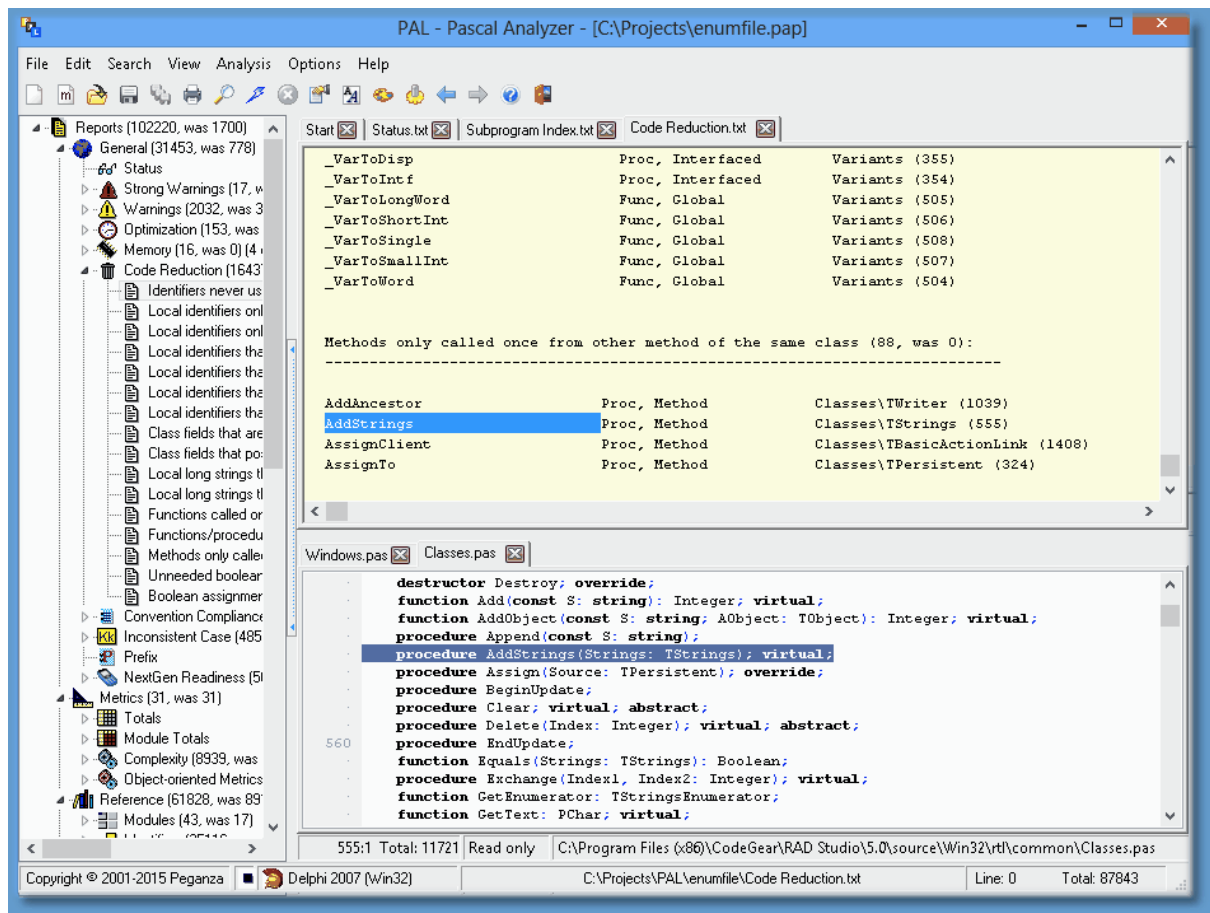 PAL - Pascal Analyzer - [C:\Projects\enumfile.pap]
File Edit Search View Analysis Options Help
Reports (102220, was 1700)
General (31453, was 778)
Status
Strong Warnings (17, w
Warnings (2032, was 3
Optimization (153, was
Memory (16, was 0) (4
Code Reduction (1643
Identifiers never us
Local identifiers onl
Local identifiers onl
Local identifiers tha
Local identifiers tha
Local identifiers tha
Local identifiers tha
Class fields that are
Class fields that po
Local long strings t
Local long strings t
Functions called or
Functions/procedu
Methods only calle
Unneeded boolear
Boolean assignmer
Convention Compliance
Inconsistent Case (485
Prefix
NextGen Readiness (5
Metrics (31, was 31)
Totals
Module Totals
Complexity (8939, was
Object-oriented Metrics
Reference (61828, was 89
Modules (43, was 17)
Start Status.txt Subprogram Index.txt Code Reduction.txt
_VarToDisp Proc, Interfaced Variants (355)
_VarToIntf Proc, Interfaced Variants (354)
_VarToLongWord Func, Global Variants (505)
_VarToShortInt Func, Global Variants (506)
_VarToSingle Func, Global Variants (508)
_VarToSmallInt Func, Global Variants (507)
_VarToWord Func, Global Variants (504)
Methods only called once from other method of the same class (88, was 0):
AddAncestor Proc, Method Classes\TWriter (1039)
AddStrings Proc, Method Classes\TStrings (555)
AssignClient Proc, Method Classes\TBasicActionLink (1408)
AssignTo Proc, Method Classes\TPersistent (324)
Windows.pas Classes.pas
destructor Destroy; override;
function Add(const S: string): Integer; virtual;
function AddObject(const S: string; AObject: TObject): Integer; virtual;
procedure Append(const S: string);
procedure AddStrings(Strings: TStrings); virtual;
procedure Assign(Source: TPersistent); override;
procedure BeginUpdate;
procedure Clear; virtual; abstract;
procedure Delete(Index: Integer); virtual; abstract;
560 procedure EndUpdate;
function Equals(Strings: TStrings): Boolean;
procedure Exchange(Index1, Index2: Integer); virtual;
function GetEnumerator: TStringsEnumerator;
function GetText: PChar; virtual;
555:1 Total: 11721 Read only C:\Program Files (x86)\CodeGear\RAD Studio\5.0\source\Win32\rtl\common\Classes.pas
Copyright © 2001-2015 Peganza Delphi 2007 (Win32) C:\Projects\PAL\enumfile\Code Reduction.txt Line: 0 Total: 87843